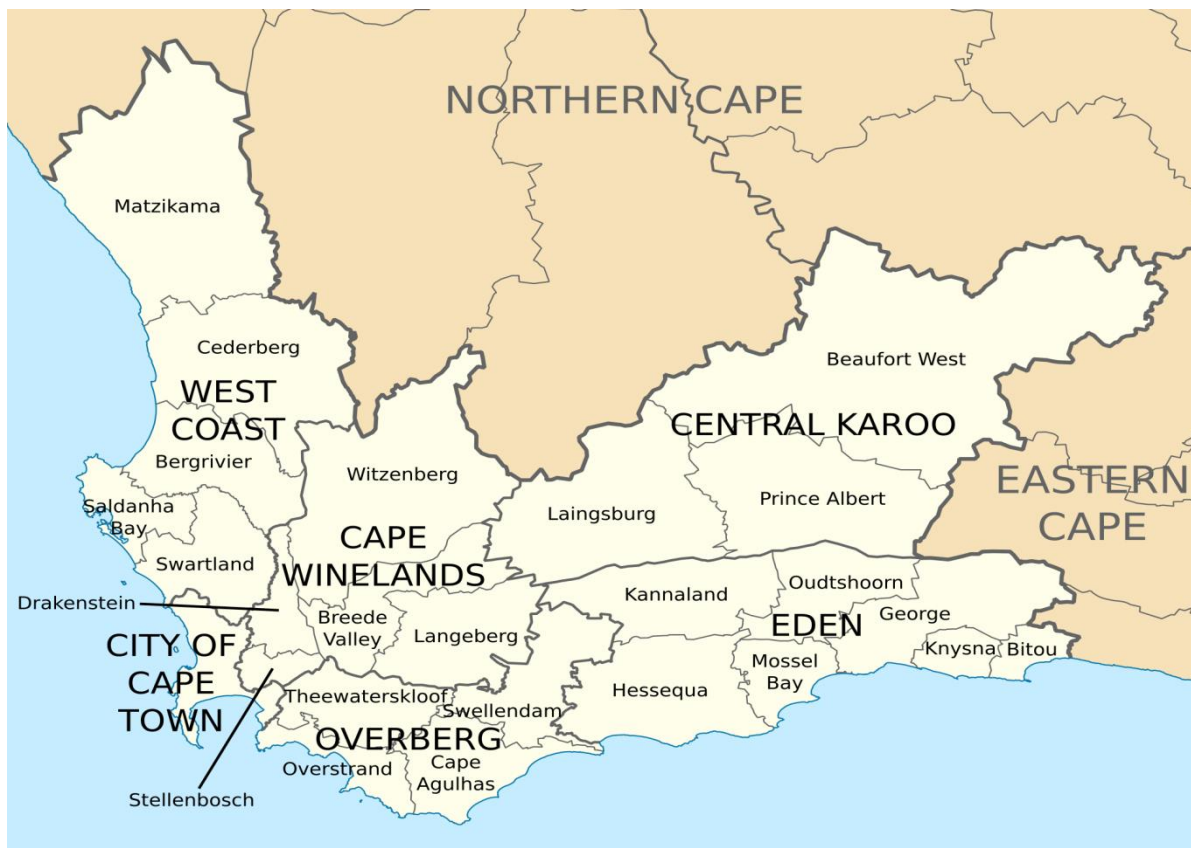 NORTHERN CAPE
Matzikama
Cederberg
Beaufort West
WEST
COAST
CENTRAL KAROO
Bergrivier
Witzenberg
EASTERN
CAPE
Saldanha
Bay
Laingsburg
Prince Albert
CAPE
WINELANDS
Swartland
Drakenstein
Kannaland
Oudtshoorn
Breede
Valley
Langeberg
George
EDEN
CITY OF
CAPE
TOWN
Knysna
Bitou
Mossel
Bay
Hessequa
Theewaterskloof
Swellendam
OVERBERG
Overstrand
Cape
Agulhas
Stellenbosch